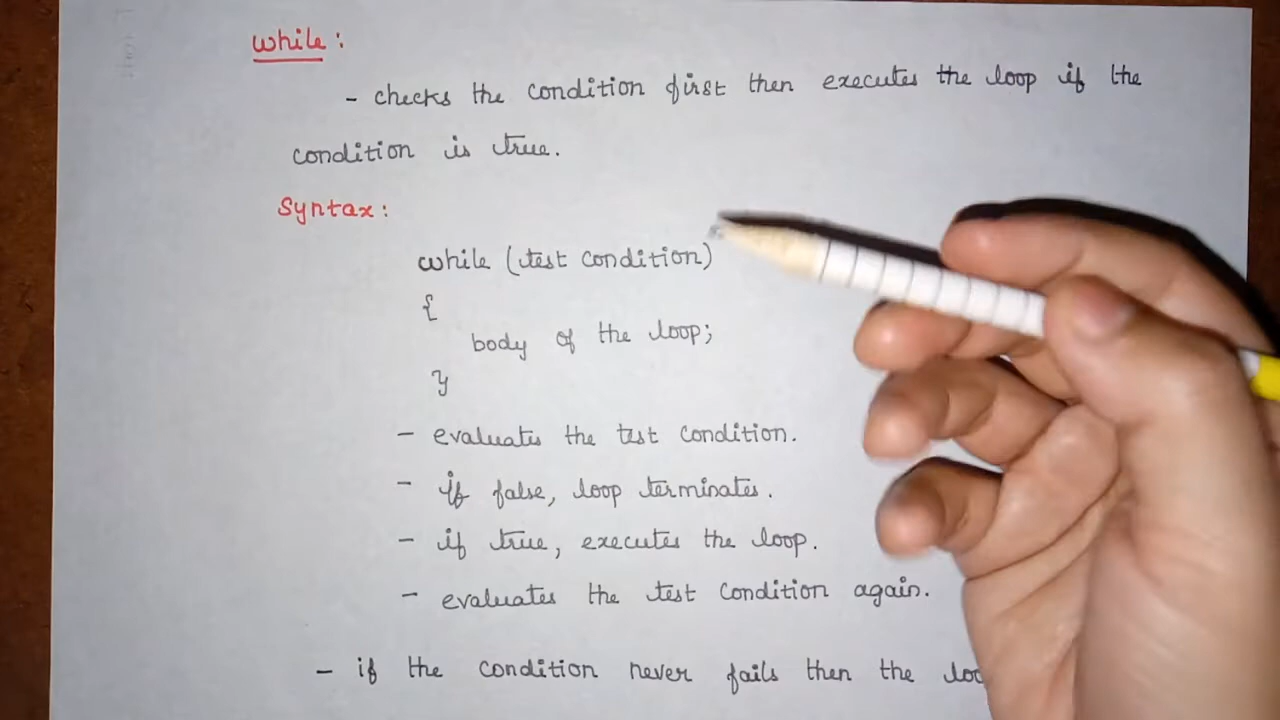 while:
- checks the condition first then executes the loop if the
condition is true.
Syntax:
while (test condition)
{
body of the loop;
}
- evaluates the test condition.
- if false, loop terminates.
- if true, executes the loop.
- evaluates the test condition again.
- if the condition never fails then the